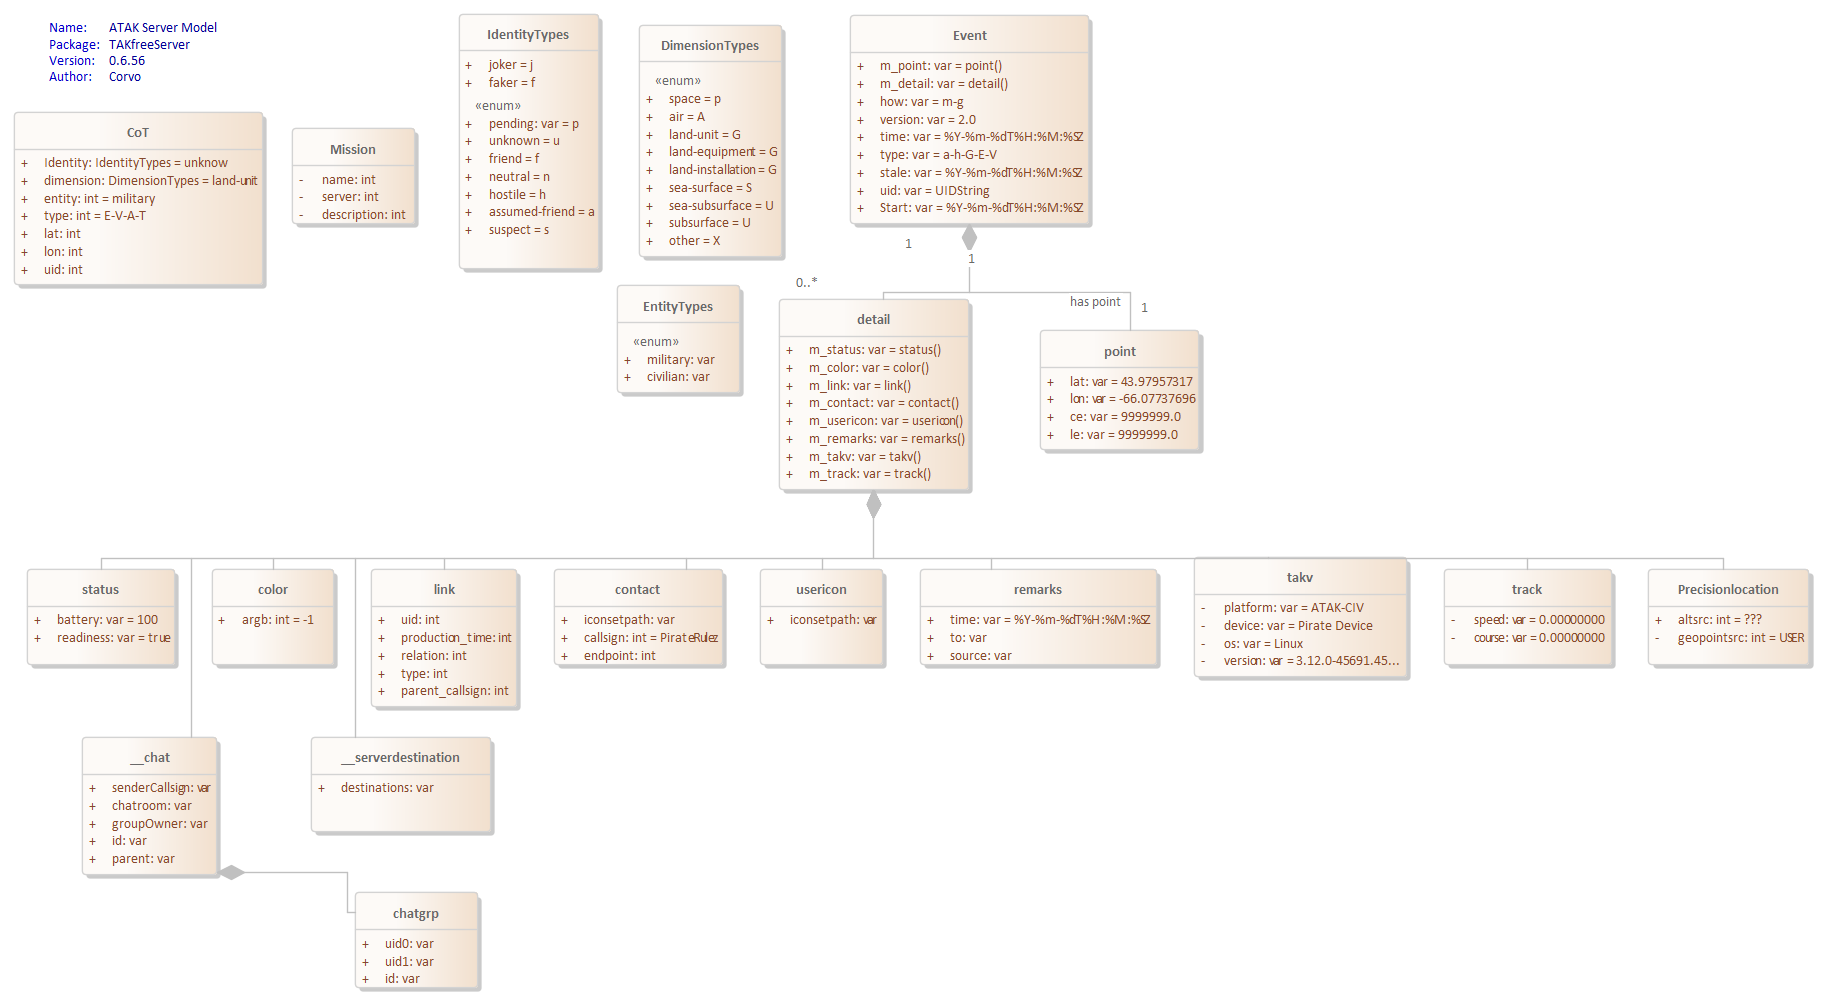 Name: ATAK Server Model
Package: TAKfreeServer
Version: 0.6.56
Author: Corvo
CoT
+ Identity: IdentityTypes = unknow
+ dimension: DimensionTypes = land-unit
+ entity: int = military
+ type: int = E-V-A-T
+ lat: int
+ lon: int
+ uid: int
Mission
- name: int
- server: int
- description: int
IdentityTypes
+ joker = j
+ faker = f
«enum»
+ pending: var = p
+ unknown = u
+ friend = f
+ neutral = n
+ hostile = h
+ assumed-friend = a
+ suspect = s
DimensionTypes
«enum»
+ space = p
+ air = A
+ land-unit = G
+ land-equipment = G
+ land-installation = G
+ sea-surface = S
+ sea-subsurface = U
+ subsurface = U
+ other = X
Event
+ m_point: var = point()
+ m_detail: var = detail()
+ how: var = m-g
+ version: var = 2.0
+ time: var = %Y-%m-%dT%H:%M:%SZ
+ type: var = a-h-G-E-V
+ stale: var = %Y-%m-%dT%H:%M:%SZ
+ uid: var = UIDString
+ Start: var = %Y-%m-%dT%H:%M:%SZ
1
1
0..*
has point
1
EntityTypes
«enum»
+ military: var
+ civilian: var
detail
+ m_status: var = status()
+ m_color: var = color()
+ m_link: var = link()
+ m_contact: var = contact()
+ m_usericon: var = usericon()
+ m_remarks: var = remarks()
+ m_takv: var = takv()
+ m_track: var = track()
point
+ lat: var = 43.97957317
+ lon: var = -66.07737696
+ ce: var = 9999999.0
+ le: var = 9999999.0
status
+ battery: var = 100
+ readiness: var = true
color
+ argb: int = -1
link
+ uid: int
+ production_time: int
+ relation: int
+ type: int
+ parent_callsign: int
contact
+ iconsetpath: var
+ callsign: int = PirateRulez
+ endpoint: int
usericon
+ iconsetpath: var
remarks
+ time: var = %Y-%m-%dT%H:%M:%SZ
+ to: var
+ source: var
takv
- platform: var = ATAK-CIV
- device: var = Pirate Device
- os: var = Linux
- version: var = 3.12.0-45691.45...
track
- speed: var = 0.00000000
- course: var = 0.00000000
Precisionlocation
+ altsrc: int = ???
- geopointsrc: int = USER
__chat
+ senderCallsign: var
+ chatroom: var
+ groupOwner: var
+ id: var
+ parent: var
__serverdestination
+ destinations: var
chatgrp
+ uid0: var
+ uid1: var
+ id: var